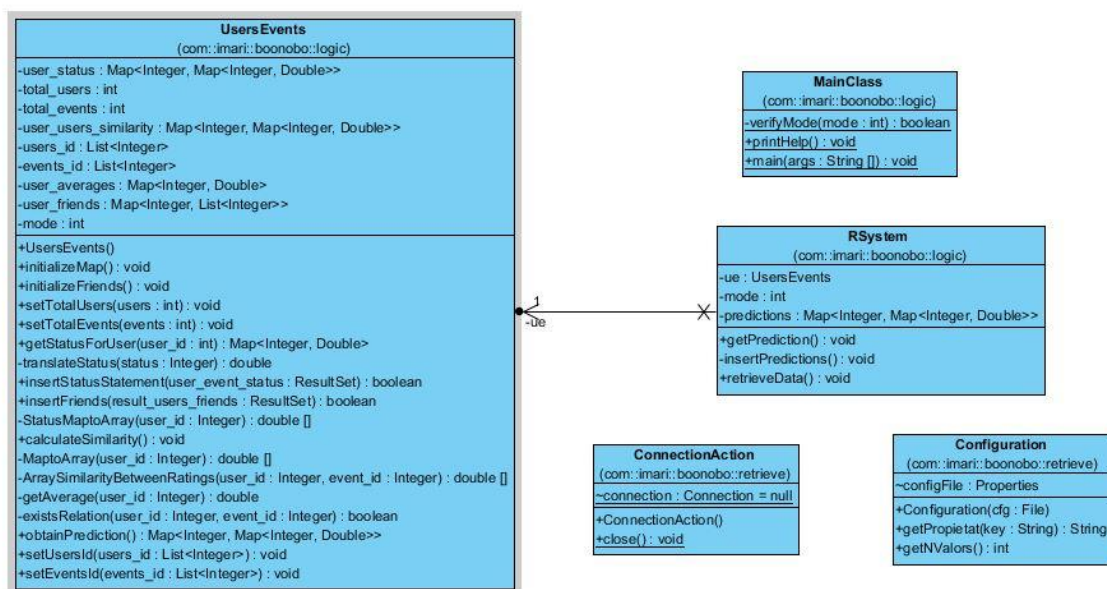 UsersEvents
(com::imari::boonobo::logic)
-user_status : Map<Integer, Map<Integer, Double>>
-total_users : int
-total_events : int
-user_users_similarity : Map<Integer, Map<Integer, Double>>
-users_id : List<Integer>
-events_id : List<Integer>
-user_averages : Map<Integer, Double>
-user_friends : Map<Integer, List<Integer>>
-mode : int
+UsersEvents()
+initializeMap() : void
+initializeFriends() : void
+setTotalUsers(users : int) : void
+setTotalEvents(events : int) : void
+getStatusForUser(user_id : int) : Map<Integer, Double>
-translateStatus(status : Integer) : double
+insertStatusStatement(user_event_status : ResultSet) : boolean
+insertFriends(result_users_friends : ResultSet) : boolean
-StatusMaptoArray(user_id : Integer) : double []
+calculateSimilarity() : void
-MaptoArray(user_id : Integer) : double []
-ArraySimilarityBetweenRatings(user_id : Integer, event_id : Integer) : double []
-getAverage(user_id : Integer) : double
-existsRelation(user_id : Integer, event_id : Integer) : boolean
+obtainPrediction() : Map<Integer, Map<Integer, Double>>
+setUsersId(users_id : List<Integer>) : void
+setEventsId(events_id : List<Integer>) : void
1
-ue
MainClass
(com::imari::boonobo::logic)
-verifyMode(mode : int) : boolean
+printHelp() : void
+main(args : String []) : void
RSystem
(com::imari::boonobo::logic)
-ue : UsersEvents
-mode : int
-predictions : Map<Integer, Map<Integer, Double>>
+getPrediction() : void
-insertPredictions() : void
+retrieveData() : void
ConnectionAction
(com::imari::boonobo::retrieve)
~connection : Connection = null
+ConnectionAction()
+close() : void
Configuration
(com::imari::boonobo::retrieve)
~configFile : Properties
+Configuration(cfg : File)
+getPropietat(key : String) : String
+getNValors() : int